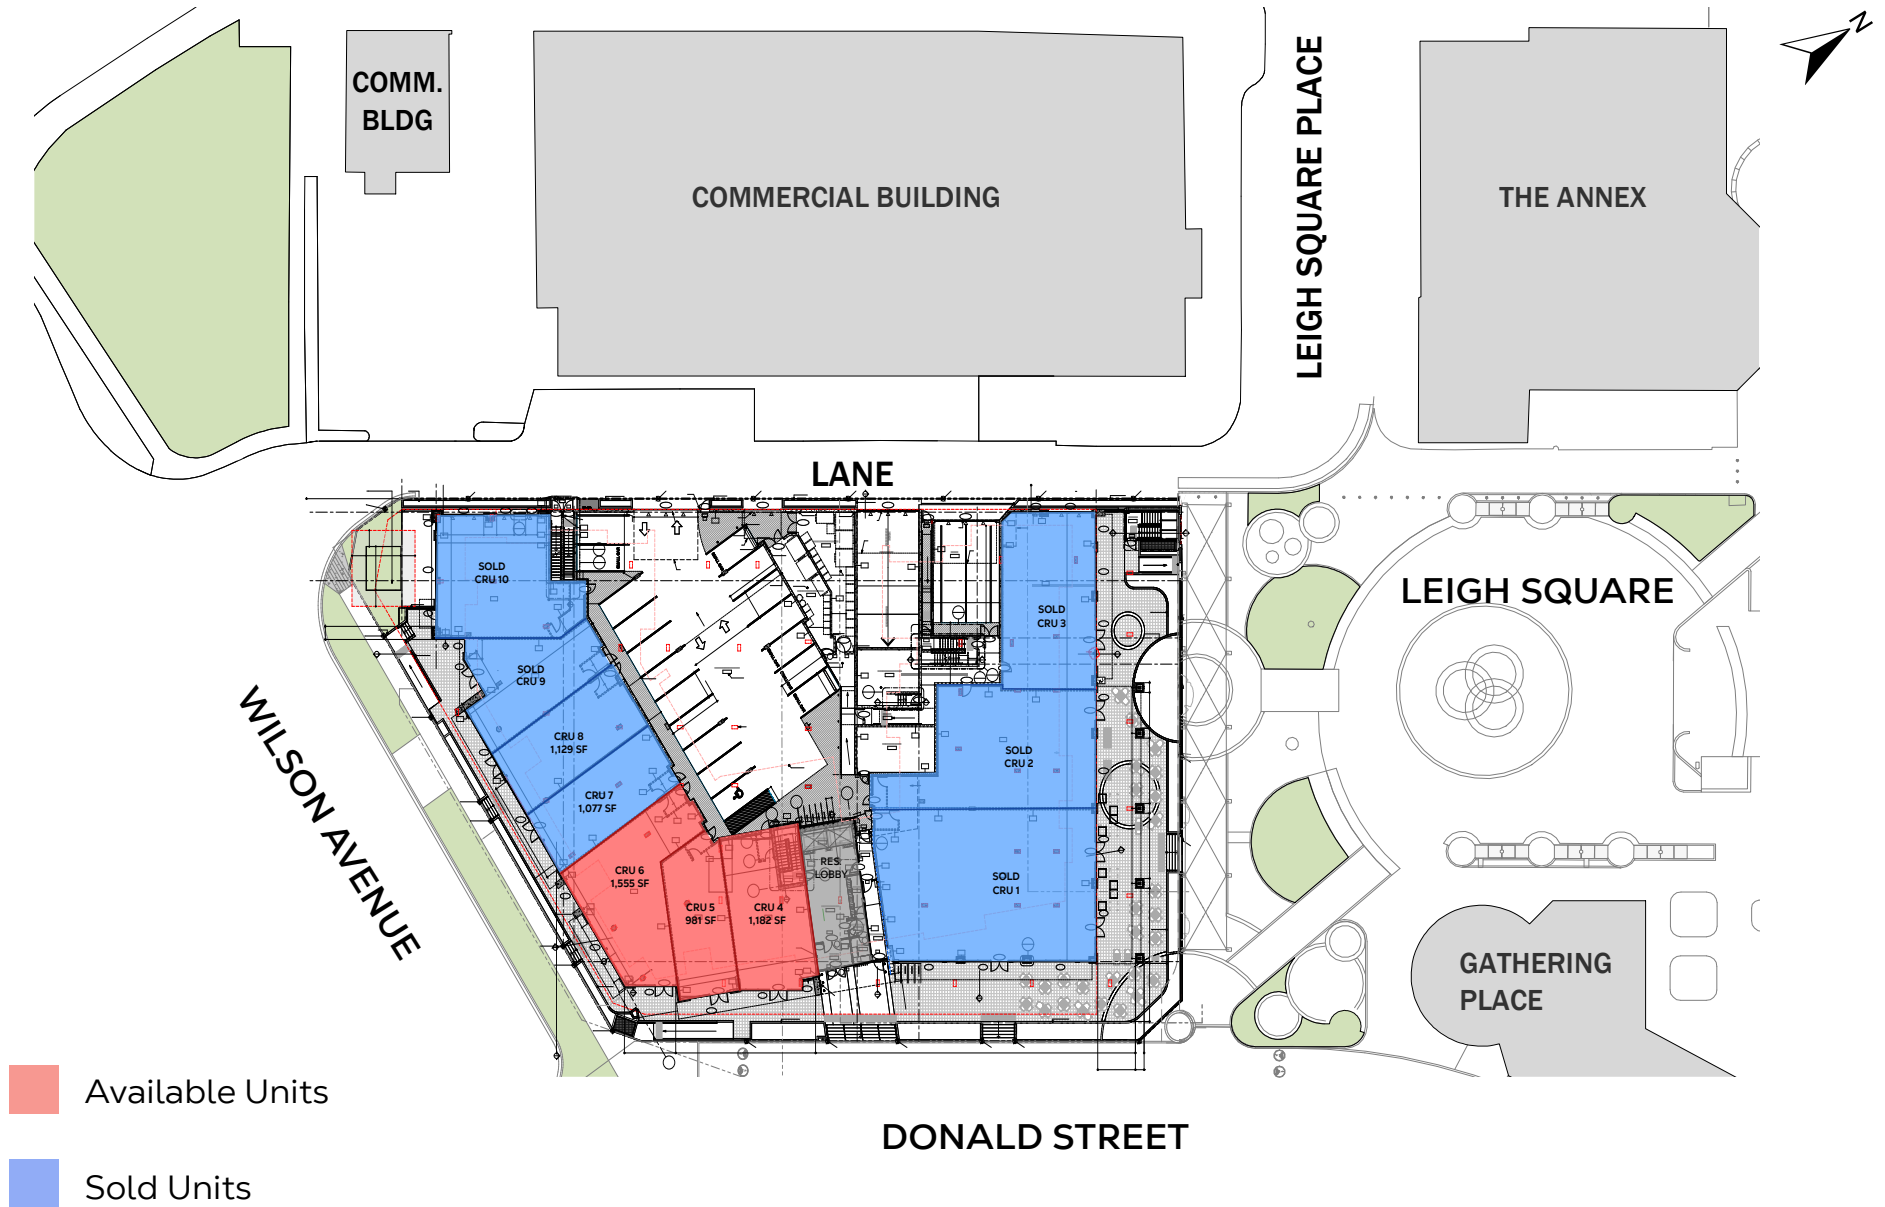 COMM.
BLDG
COMMERCIAL BUILDING
LEIGH SQUARE PLACE
THE ANNEX
N
LANE
SOLD
CRU 10
SOLD
CRU 9
CRU 8
1,129 SF
CRU 7
1,077 SF
CRU 6
1,555 SF
CRU 5
981 SF
CRU 4
1,182 SF
RES.
LOBBY
SOLD
CRU 3
SOLD
CRU 2
SOLD
CRU 1
LEIGH SQUARE
WILSON AVENUE
GATHERING
PLACE
DONALD STREET
Available Units
Sold Units